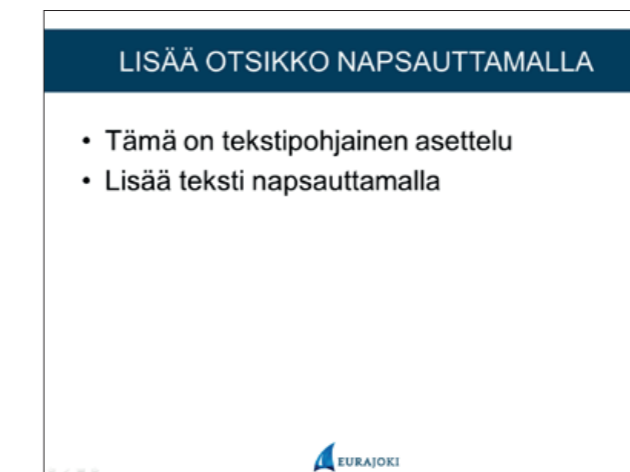 LISÄÄ OTSIKKO NAPSAUTTAMALLA
• Tämä on tekstipohjainen asettelu
• Lisää teksti napsauttamalla
EURAJOKI